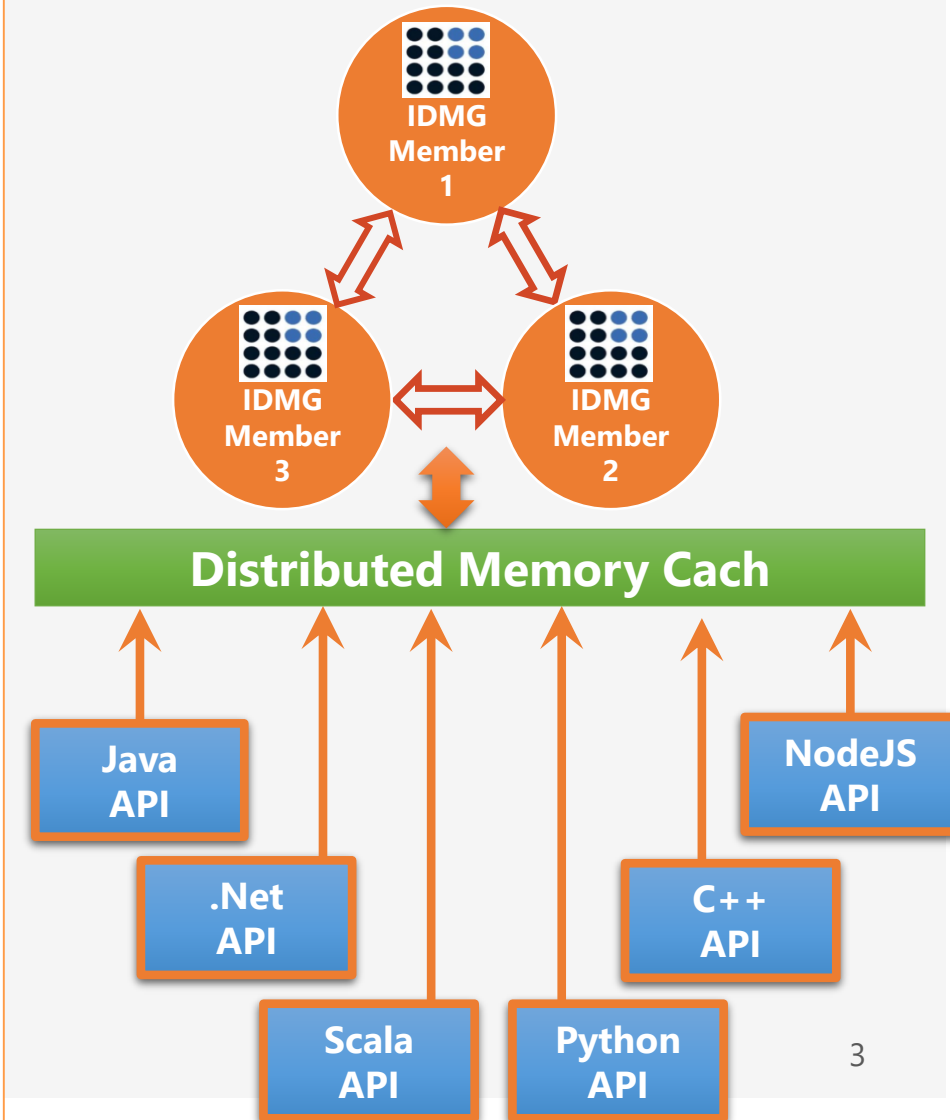 IDMG
Member
1
IDMG
Member
3
IDMG
Member
2
Distributed Memory Cach
Java
API
NodeJS
API
.Net
API
C++
API
Scala
API
Python
API
3